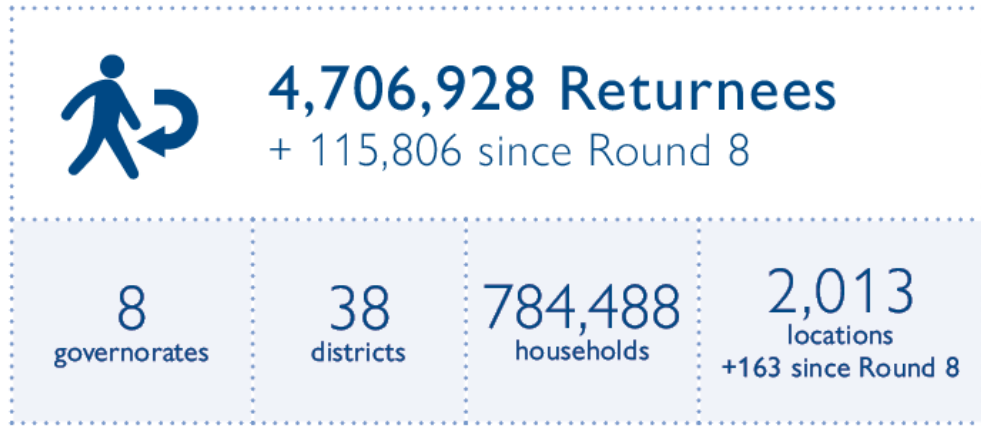 4,706,928 Returnees
+ 115,806 since Round 8
8
governorates
38
districts
784,488
households
2,013
locations
+163 since Round 8